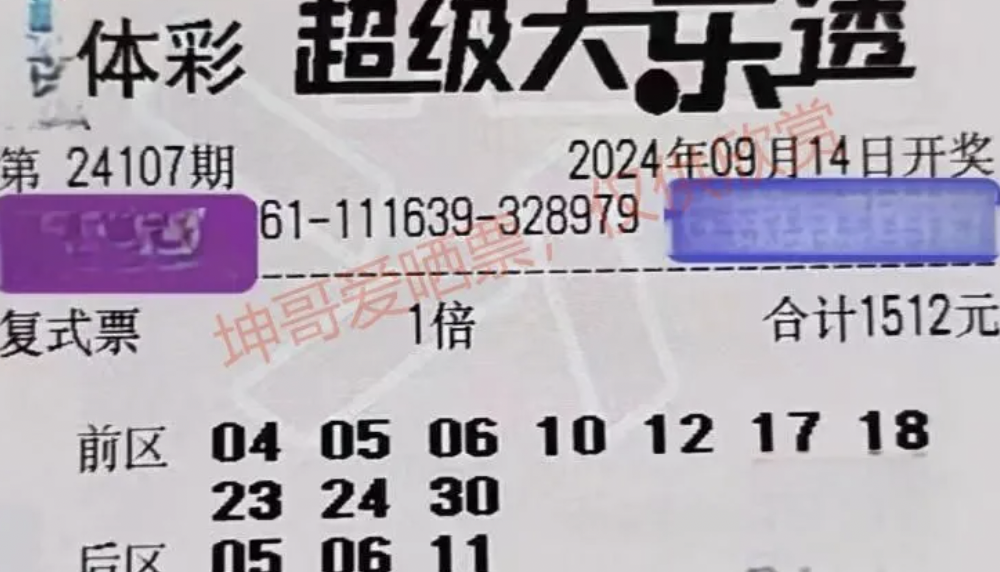 体彩 超级大乐透
第 24107期 2024年09月14日开奖
61-111639-328979
坤哥爱晒票，仅供欣赏
复式票 1倍 合计1512元
前区 04 05 06 10 12 17 18
23 24 30
后区 05 06 11